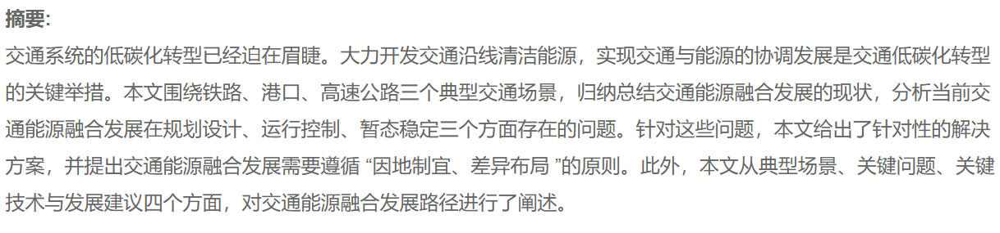 摘要:
交通系统的低碳化转型已经迫在眉睫。大力开发交通沿线清洁能源，实现交通与能源的协调发展是交通低碳化转型
的关键举措。本文围绕铁路、港口、高速公路三个典型交通场景，归纳总结交通能源融合发展的现状，分析当前交
通能源融合发展在规划设计、运行控制、暂态稳定三个方面存在的问题。针对这些问题，本文给出了针对性的解决
方案，并提出交通能源融合发展需要遵循 “因地制宜、差异布局 ”的原则。此外，本文从典型场景、关键问题、关键
技术与发展建议四个方面，对交通能源融合发展路径进行了阐述。